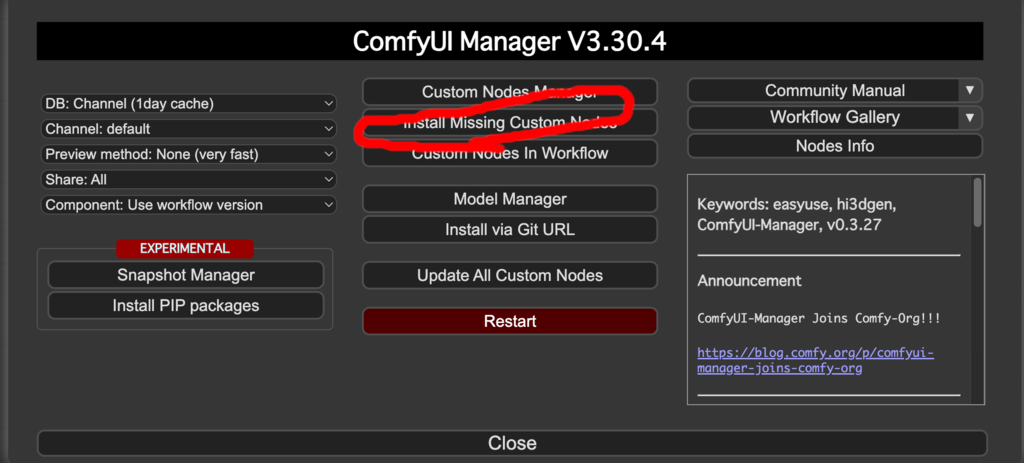 ComfyUI Manager V3.30.4
DB: Channel (1day cache)
Channel: default
Preview method: None (very fast)
Share: All
Component: Use workflow version
EXPERIMENTAL
Snapshot Manager
Install PIP packages
Custom Nodes Manager
Install Missing Custom Nodes
Custom Nodes In Workflow
Model Manager
Install via Git URL
Update All Custom Nodes
Restart
Community Manual
Workflow Gallery
Nodes Info
Keywords: easyuse, hi3dgen,
ComfyUI-Manager, v0.3.27
Announcement
ComfyUI-Manager Joins Comfy-Org!!!
https://blog.comfy.org/p/comfyui-
manager-joins-comfy-org
Close